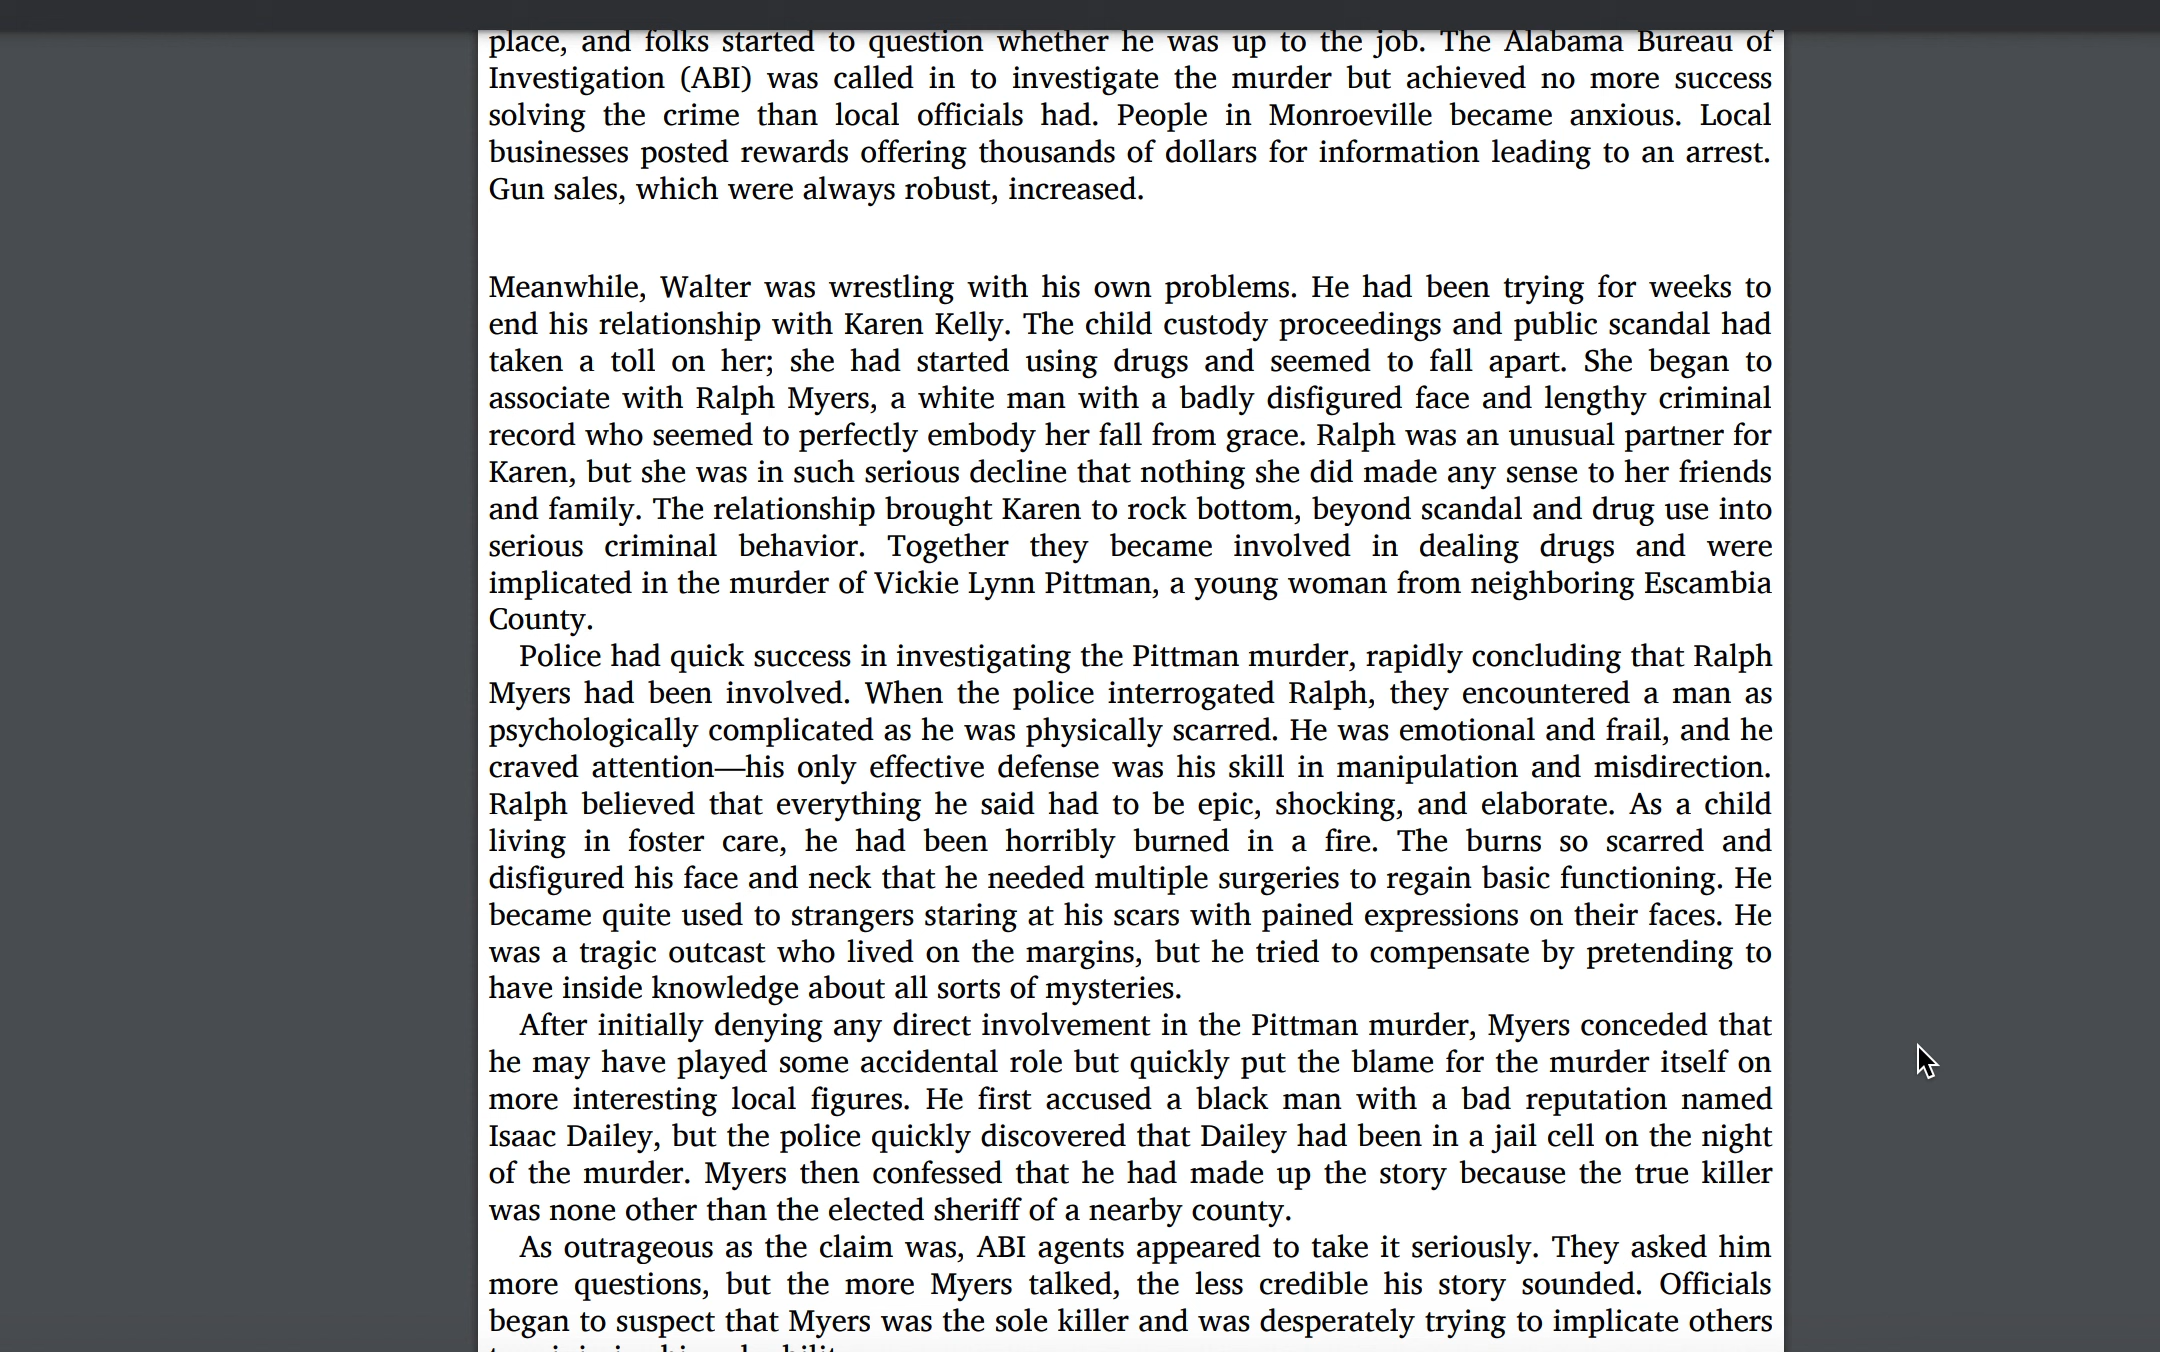 place, and folks started to question whether he was up to the job. The Alabama Bureau of
Investigation (ABI) was called in to investigate the murder but achieved no more success
solving the crime than local officials had. People in Monroeville became anxious. Local
businesses posted rewards offering thousands of dollars for information leading to an arrest.
Gun sales, which were always robust, increased.
Meanwhile, Walter was wrestling with his own problems. He had been trying for weeks to
end his relationship with Karen Kelly. The child custody proceedings and public scandal had
taken a toll on her; she had started using drugs and seemed to fall apart. She began to
associate with Ralph Myers, a white man with a badly disfigured face and lengthy criminal
record who seemed to perfectly embody her fall from grace. Ralph was an unusual partner for
Karen, but she was in such serious decline that nothing she did made any sense to her friends
and family. The relationship brought Karen to rock bottom, beyond scandal and drug use into
serious criminal behavior. Together they became involved in dealing drugs and were
implicated in the murder of Vickie Lynn Pittman, a young woman from neighboring Escambia
County.
Police had quick success in investigating the Pittman murder, rapidly concluding that Ralph
Myers had been involved. When the police interrogated Ralph, they encountered a man as
psychologically complicated as he was physically scarred. He was emotional and frail, and he
craved attention—his only effective defense was his skill in manipulation and misdirection.
Ralph believed that everything he said had to be epic, shocking, and elaborate. As a child
living in foster care, he had been horribly burned in a fire. The burns so scarred and
disfigured his face and neck that he needed multiple surgeries to regain basic functioning. He
became quite used to strangers staring at his scars with pained expressions on their faces. He
was a tragic outcast who lived on the margins, but he tried to compensate by pretending to
have inside knowledge about all sorts of mysteries.
After initially denying any direct involvement in the Pittman murder, Myers conceded that
he may have played some accidental role but quickly put the blame for the murder itself on
more interesting local figures. He first accused a black man with a bad reputation named
Isaac Dailey, but the police quickly discovered that Dailey had been in a jail cell on the night
of the murder. Myers then confessed that he had made up the story because the true killer
was none other than the elected sheriff of a nearby county.
As outrageous as the claim was, ABI agents appeared to take it seriously. They asked him
more questions, but the more Myers talked, the less credible his story sounded. Officials
began to suspect that Myers was the sole killer and was desperately trying to implicate others